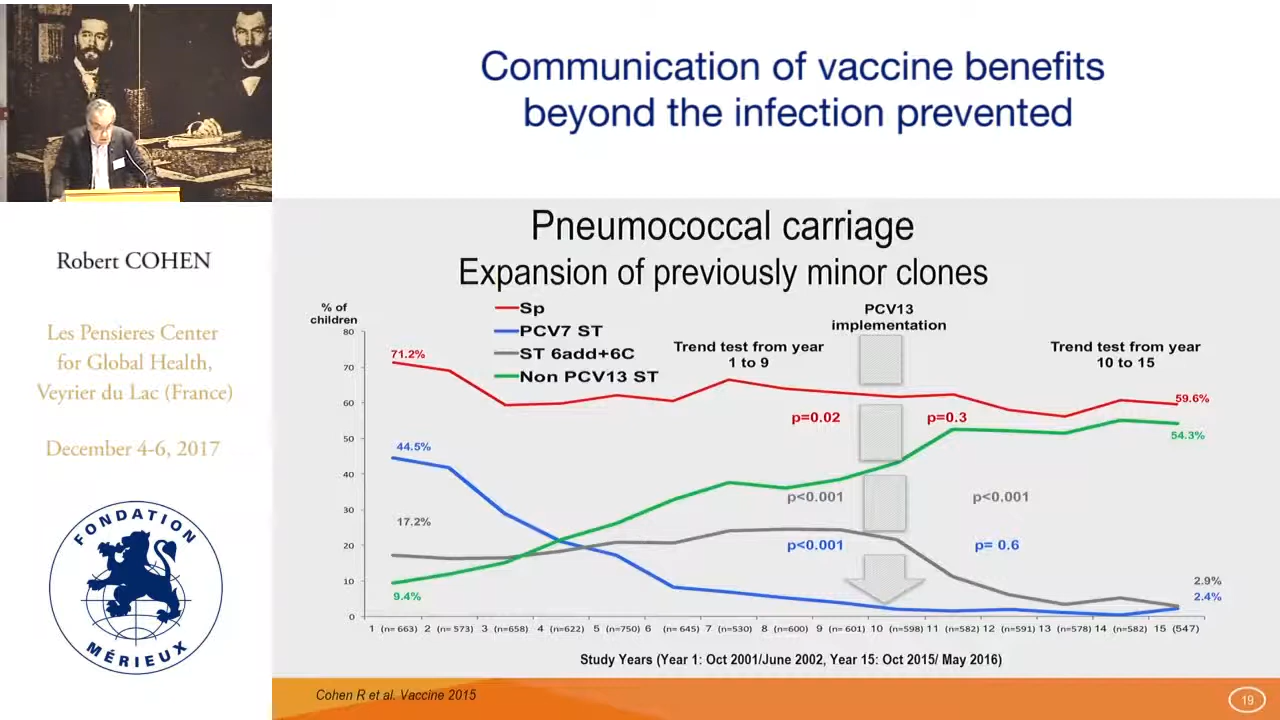 Communication of vaccine benefits
beyond the infection prevented
Robert COHEN
Les Pensieres Center
for Global Health,
Veyrier du Lac (France)
December 4-6, 2017
FONDATION
MÉRIEUX
Pneumococcal carriage
Expansion of previously minor clones
% of
children
Sp
PCV7 ST
ST 6add+6C
Non PCV13 ST
PCV13
implementation
Trend test from year
1 to 9
Trend test from year
10 to 15
80
70
60
50
40
30
20
10
0
71.2%
44.5%
17.2%
9.4%
p=0.02
p=0.3
p<0.001
p<0.001
p<0.001
p= 0.6
59.6%
54.3%
2.9%
2.4%
1 (n= 663) 2 (n= 573) 3 (n=658) 4 (n=622) 5 (n=750) 6 (n= 645) 7 (n=530) 8 (n=600) 9 (n= 601) 10 (n=598) 11 (n=582) 12 (n=591) 13 (n=578) 14 (n=582) 15 (547)
Study Years (Year 1: Oct 2001/June 2002, Year 15: Oct 2015/ May 2016)
Cohen R et al. Vaccine 2015
19